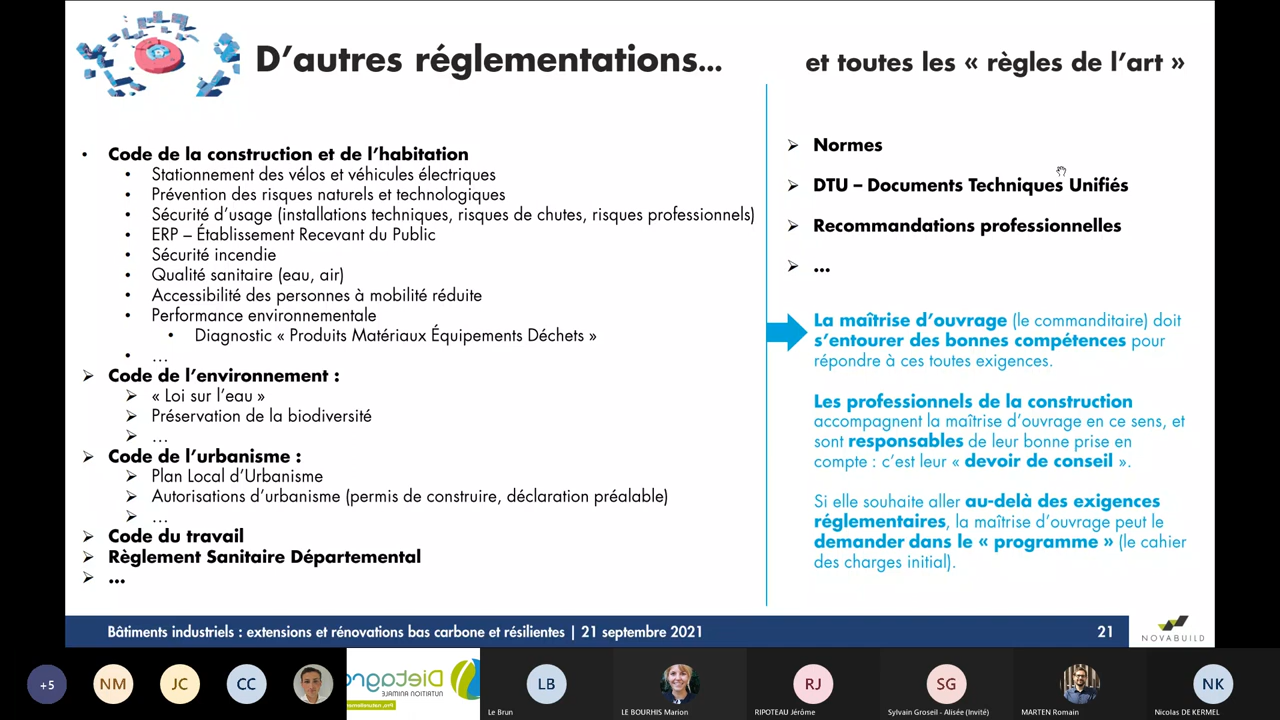 D'autres réglementations...
et toutes les « règles de l'art »
• Code de la construction et de l'habitation
• Stationnement des vélos et véhicules électriques
• Prévention des risques naturels et technologiques
• Sécurité d'usage (installations techniques, risques de chutes, risques professionnels)
• ERP – Établissement Recevant du Public
• Sécurité incendie
• Qualité sanitaire (eau, air)
• Accessibilité des personnes à mobilité réduite
• Performance environnementale
• Diagnostic « Produits Matériaux Équipements Déchets »
• ...
➢ Code de l'environnement :
➢ « Loi sur l'eau »
➢ Préservation de la biodiversité
➢ ...
➢ Code de l'urbanisme :
➢ Plan Local d'Urbanisme
➢ Autorisations d'urbanisme (permis de construire, déclaration préalable)
➢ ...
➢ Code du travail
➢ Règlement Sanitaire Départemental
➢ ...
➢ Normes
➢ DTU – Documents Techniques Unifiés
➢ Recommandations professionnelles
➢ ...
La maîtrise d'ouvrage (le commanditaire) doit
s'entourer des bonnes compétences pour
répondre à ces toutes exigences.
Les professionnels de la construction
accompagnent la maîtrise d'ouvrage en ce sens, et
sont responsables de leur bonne prise en
compte : c'est leur « devoir de conseil ».
Si elle souhaite aller au-delà des exigences
réglementaires, la maîtrise d'ouvrage peut le
demander dans le « programme » (le cahier
des charges initial).
Bâtiments industriels : extensions et rénovations bas carbone et résilientes | 21 septembre 2021
21
NOVABUILD
+5
NM
JC
CC
Dietagro
NUTRITION ANIMALE
LB
Le Brun
LE BOURHIS Marion
RJ
RIPOTEAU Jérôme
SG
Sylvain Groseil - Alisée (Invité)
MARTEN Romain
NK
Nicolas DE KERMEL